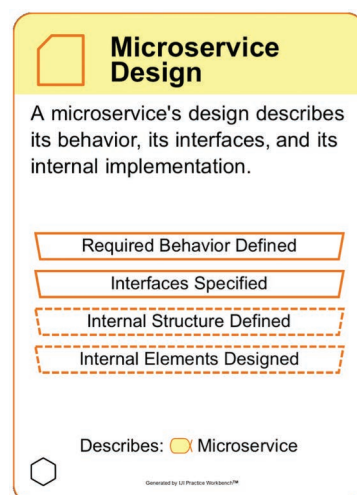 Microservice
Design
A microservice's design describes
its behavior, its interfaces, and its
internal implementation.
Required Behavior Defined
Interfaces Specified
Internal Structure Defined
Internal Elements Designed
Describes: Microservice
Generated by UI Practice Workbench™